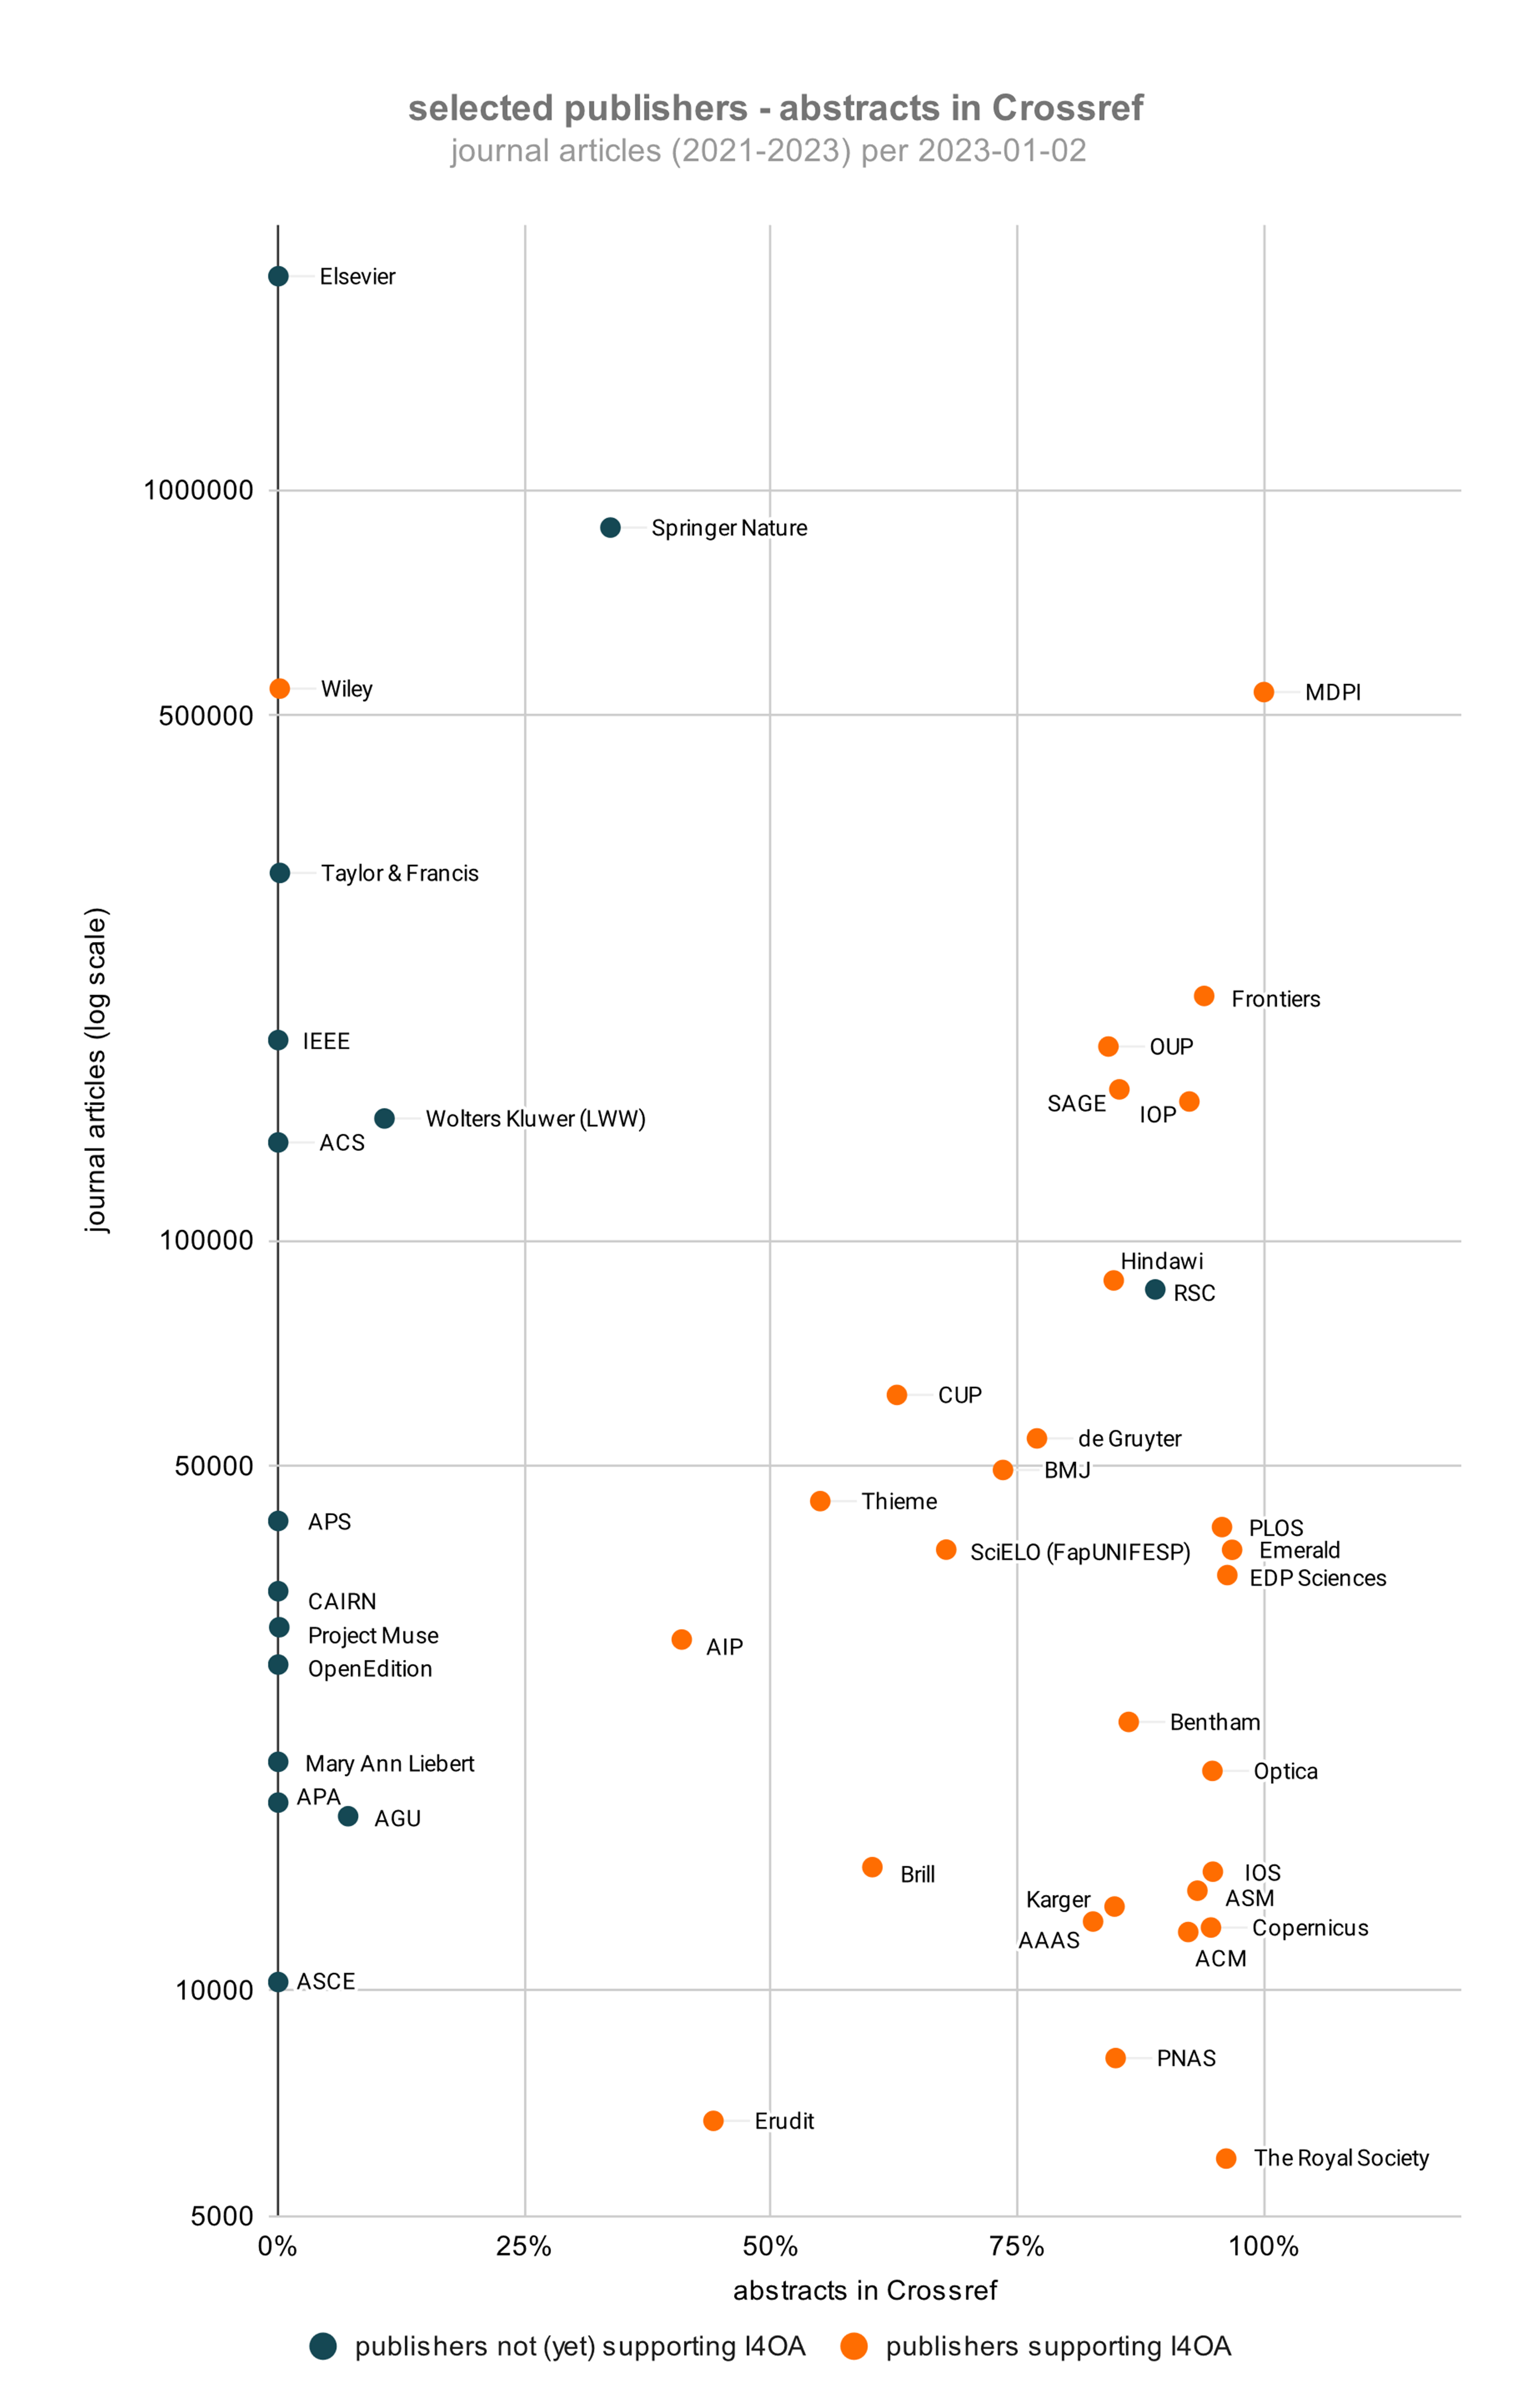 selected publishers - abstracts in Crossref
journal articles (2021-2023) per 2023-01-02
Elsevier
1000000
Springer Nature
Wiley
MDPI
500000
Taylor & Francis
journal articles (log scale)
Frontiers
IEEE
OUP
SAGE
IOP
Wolters Kluwer (LWW)
ACS
100000
Hindawi
RSC
CUP
de Gruyter
50000
BMJ
Thieme
APS
PLOS
SciELO (FapUNIFESP)
Emerald
EDP Sciences
CAIRN
Project Muse
AIP
OpenEdition
Bentham
Mary Ann Liebert
Optica
APA
AGU
Brill
IOS
Karger
ASM
AAAS
Copernicus
ACM
ASCE
10000
PNAS
Erudit
The Royal Society
5000
0% 25% 50% 75% 100%
abstracts in Crossref
publishers not (yet) supporting I4OA publishers supporting I4OA